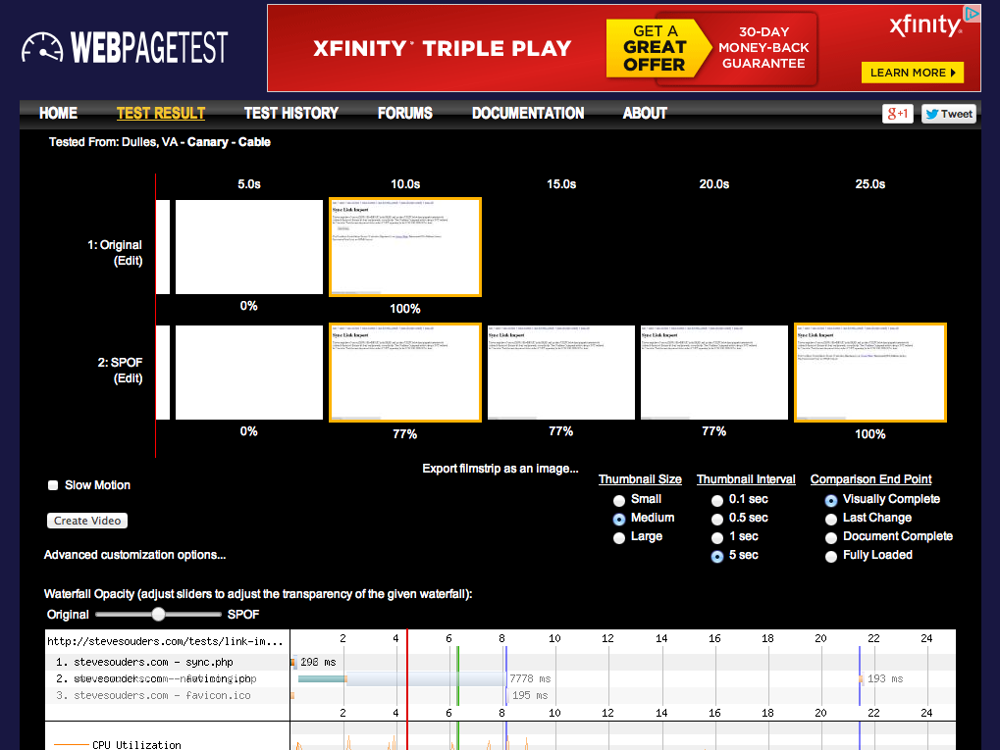 WEBPAGETEST
XFINITY® TRIPLE PLAY
GET A
GREAT
OFFER
30-DAY
MONEY-BACK
GUARANTEE
xfinity.
LEARN MORE
HOME TEST RESULT TEST HISTORY FORUMS DOCUMENTATION ABOUT
g+1 Tweet
Tested From: Dulles, VA - Canary - Cable
5.0s 10.0s 15.0s 20.0s 25.0s
1: Original
(Edit)
Sync Link Import
0% 100%
2: SPOF
(Edit)
Sync Link Import Sync Link Import Sync Link Import Sync Link Import
0% 77% 77% 77% 100%
Export filmstrip as an image...
Slow Motion
Create Video
Advanced customization options...
Thumbnail Size Thumbnail Interval Comparison End Point
Small 0.1 sec Visually Complete
Medium 0.5 sec Last Change
Large 1 sec Document Complete
5 sec Fully Loaded
Waterfall Opacity (adjust sliders to adjust the transparency of the given waterfall):
Original SPOF
http://stevesouders.com/tests/link-im... 2 4 6 8 10 12 14 16 18 20 22 24
1. stevesouders.com - sync.php ms
2. stevesouders.com 7778 ms 193 ms
3. stevesouders.com - favicon.ico 195 ms
2 4 6 8 10 12 14 16 18 20 22 24
CPU Utilization